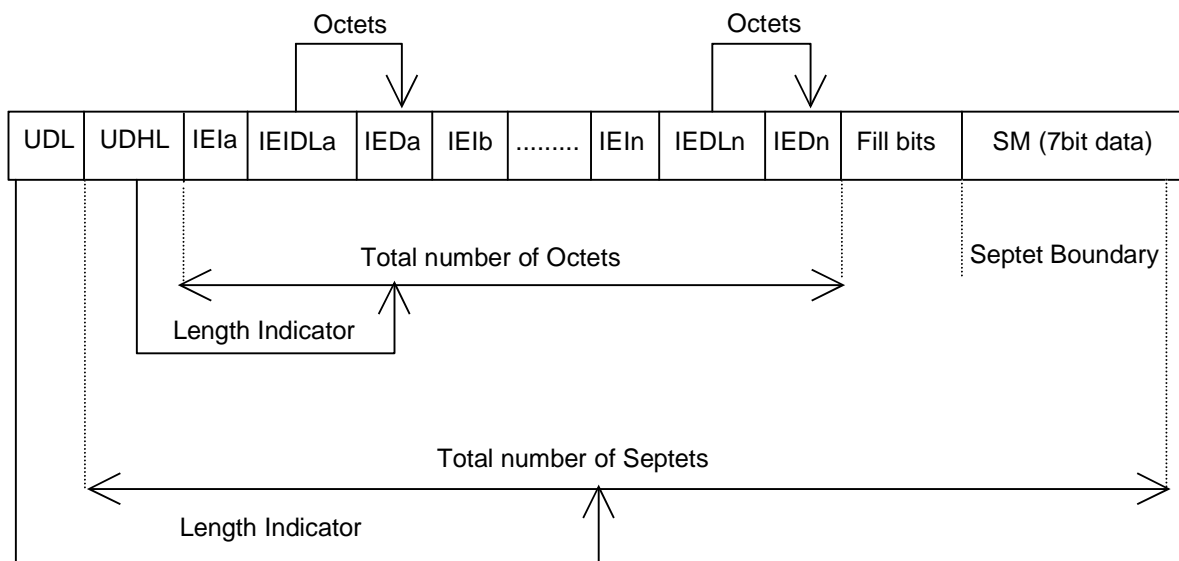 Octets Octets
UDL UDHL IEIa IEIDLa IEDa IEIb ......... IEIn IEDLn IEDn Fill bits SM (7bit data)
Total number of Octets Septet Boundary
Length Indicator
Total number of Septets
Length Indicator